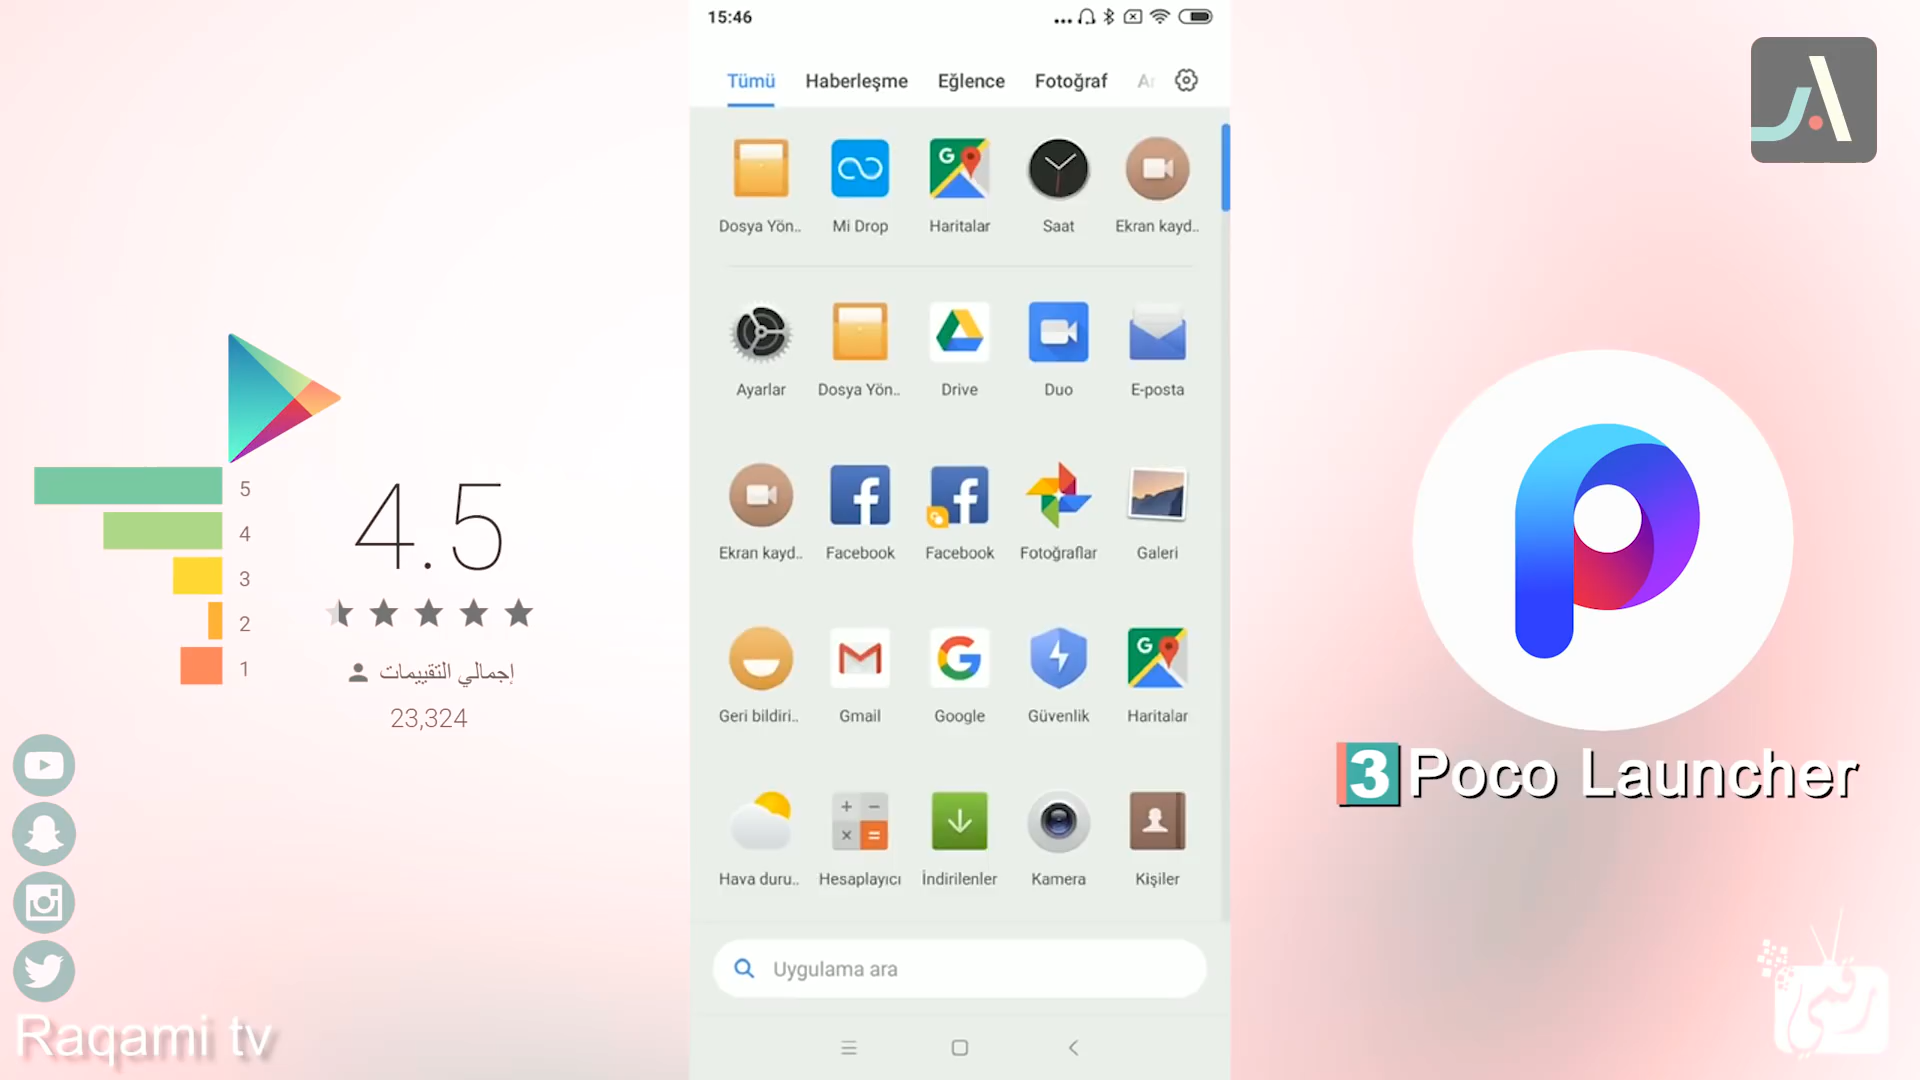 15:46
Tümü Haberleşme Eğlence Fotoğraf Ar
Dosya Yön.. Mi Drop Haritalar Saat Ekran kayd..
Ayarlar Dosya Yön.. Drive Duo E-posta
Ekran kayd.. Facebook Facebook Fotoğraflar Galeri
Geri bildiri.. Gmail Google Güvenlik Haritalar
Hava duru.. Hesaplayıcı İndirilenler Kamera Kişiler
Uygulama ara
5
4
3
2
1
4.5
إجمالي التقييمات
23,324
Raqami tv
3 Poco Launcher
رقمي